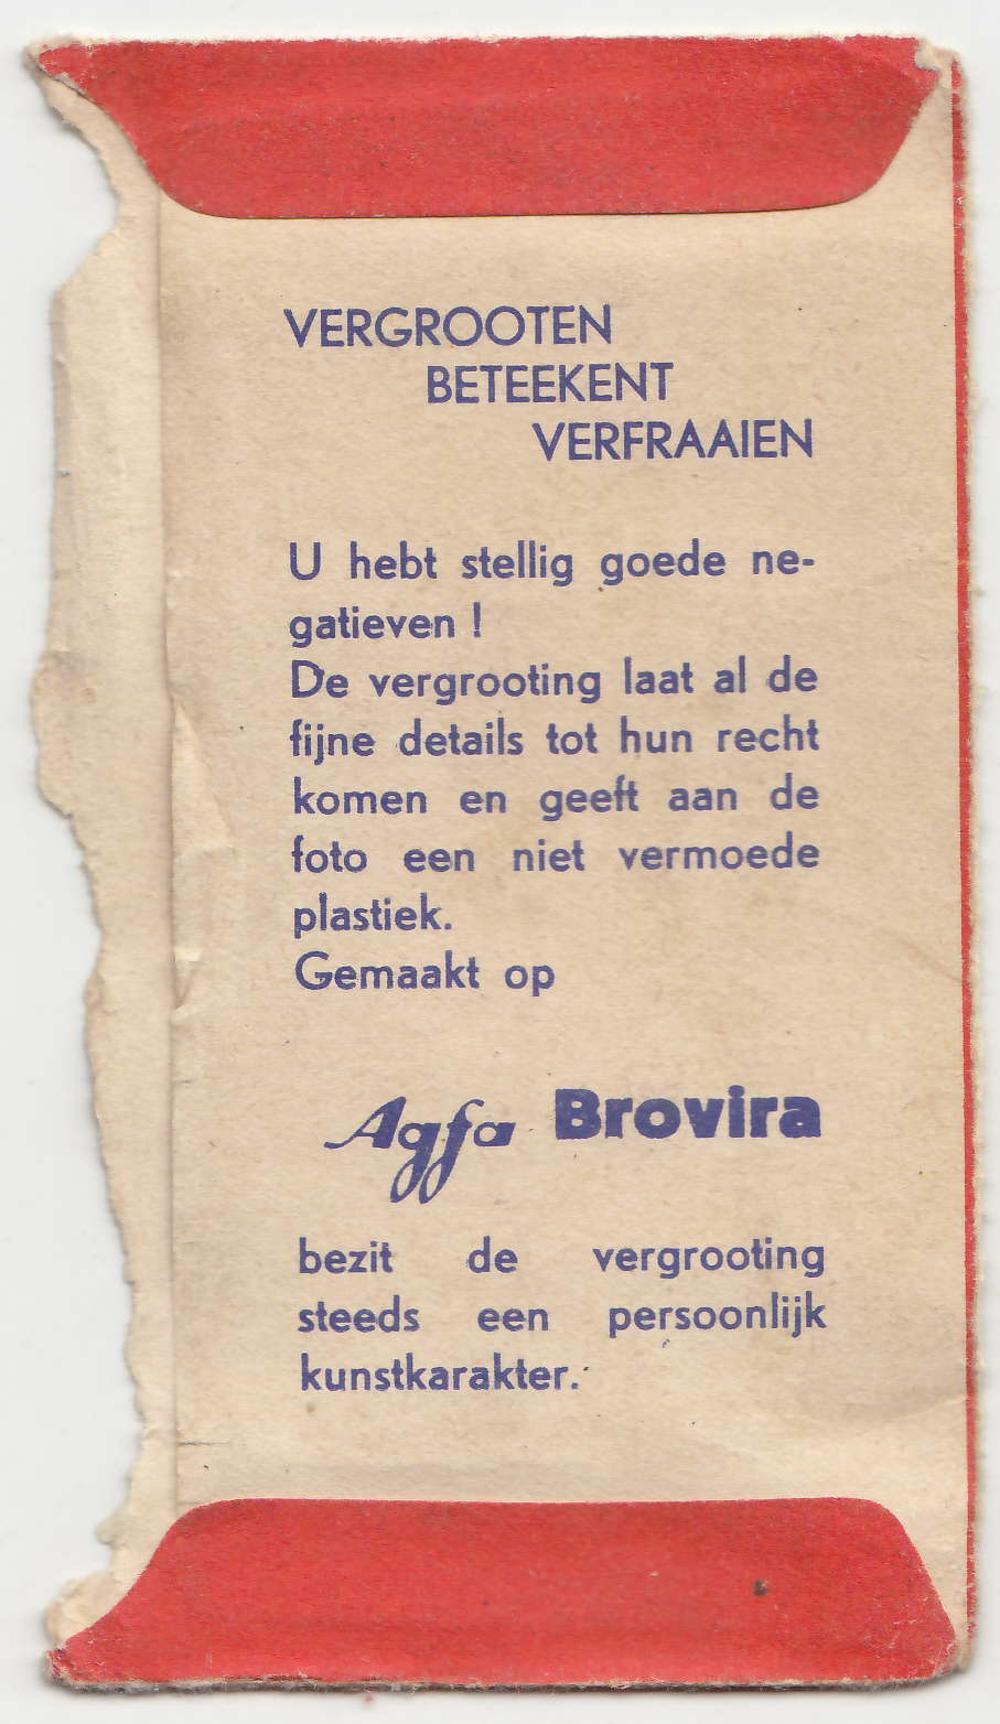 VERGROOTEN
BETEEKENT
VERFRAAIEN
U hebt stellig goede ne-
gatieven !
De vergrooting laat al de
fijne details tot hun recht
komen en geeft aan de
foto een niet vermoede
plastiek.
Gemaakt op
Agfa Brovira
bezit de vergrooting
steeds een persoonlijk
kunstkarakter.